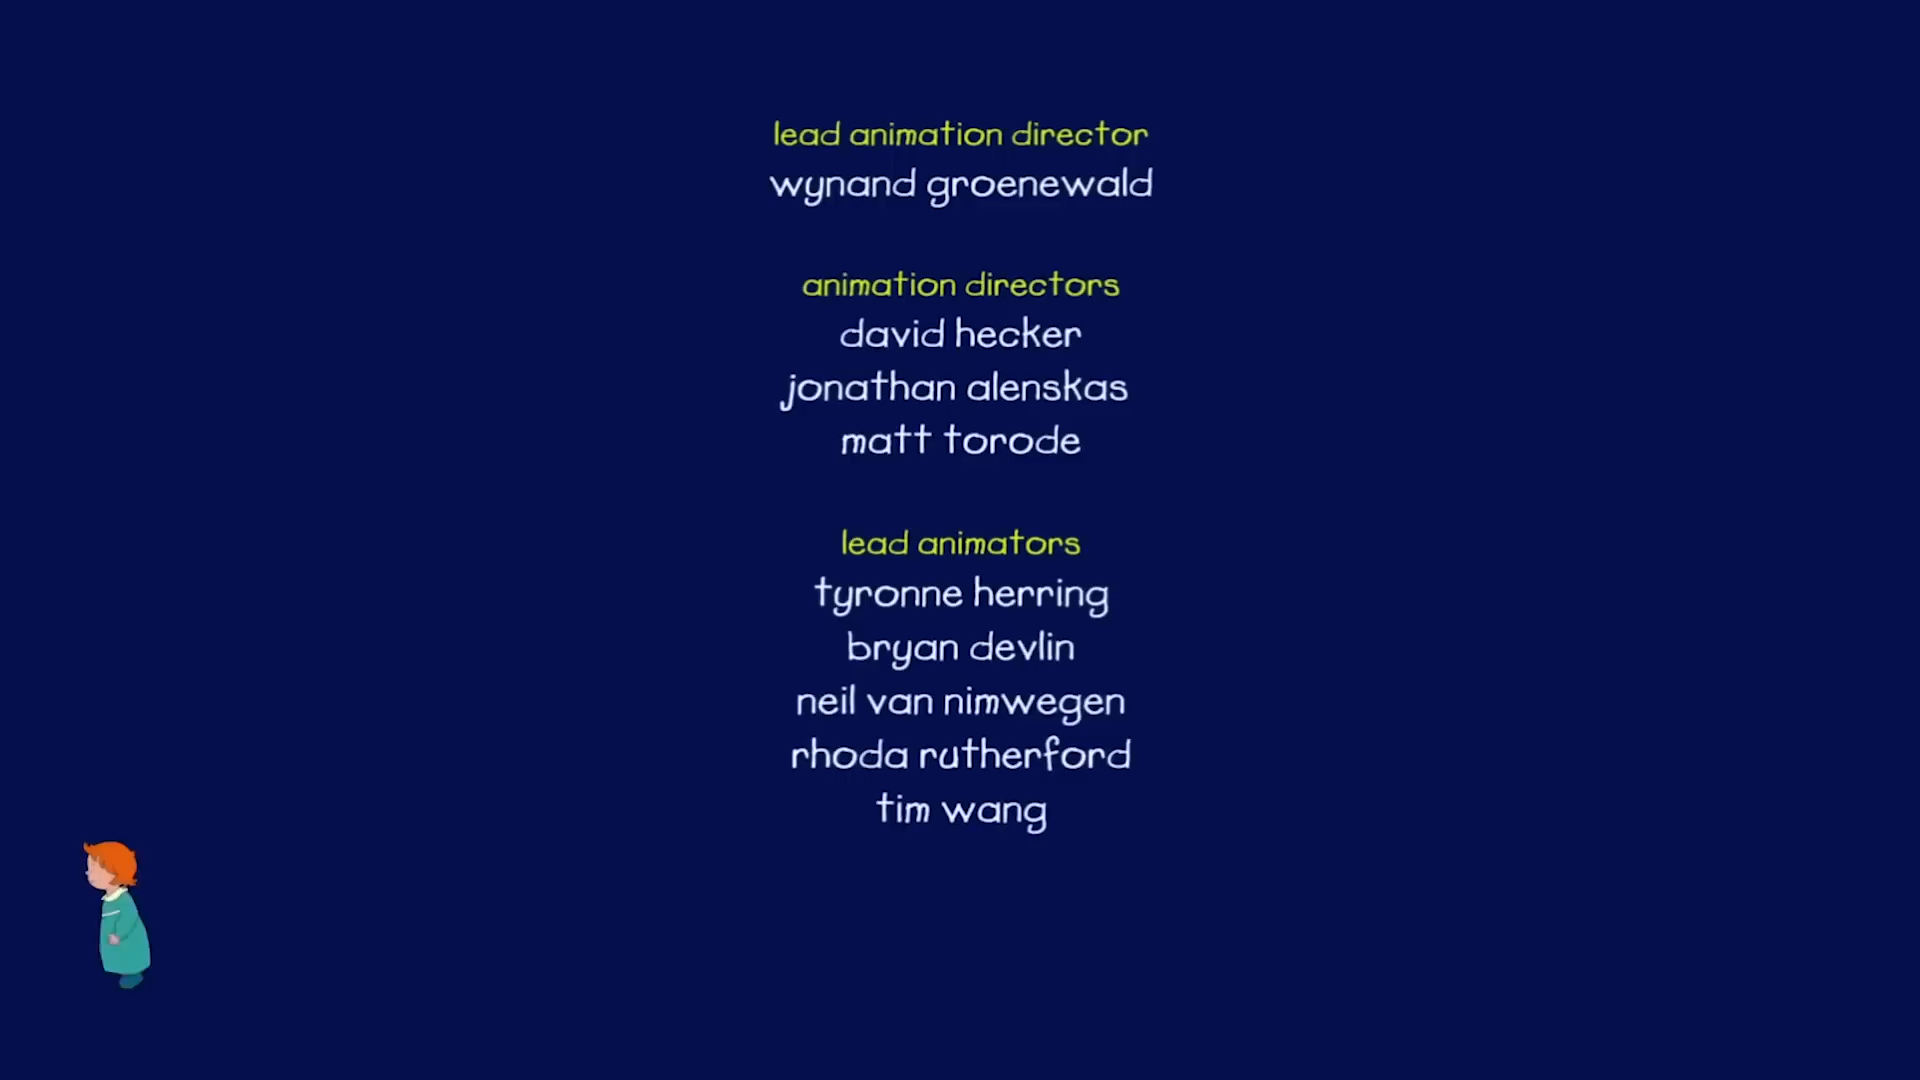 lead animation director
wynand groenewald
animation directors
david hecker
jonathan alenskas
matt torode
lead animators
tyronne herring
bryan devlin
neil van nimwegen
rhoda rutherford
tim wang